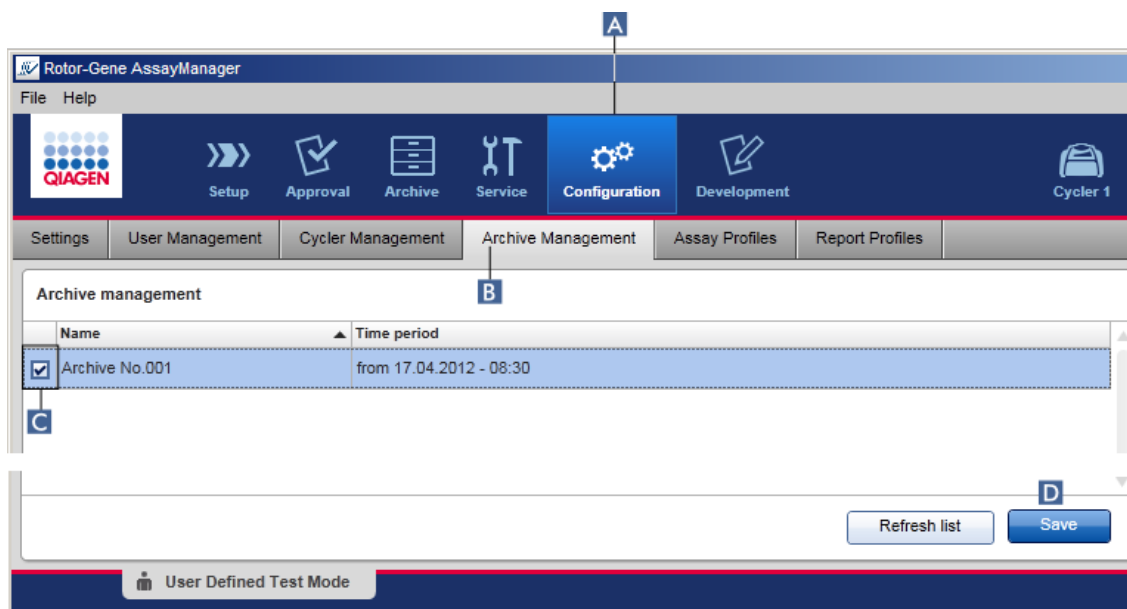 A
Rotor-Gene AssayManager
File Help
QIAGEN
Setup Approval Archive Service Configuration Development Cycler 1
Settings User Management Cycler Management Archive Management Assay Profiles Report Profiles
Archive management B
Name Time period
Archive No.001 from 17.04.2012 - 08:30
C
D
Refresh list Save
User Defined Test Mode